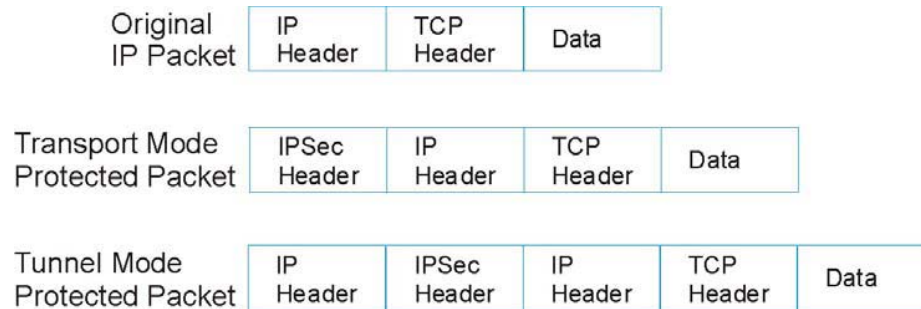 Original
IP Packet
IP
Header
TCP
Header
Data
Transport Mode
Protected Packet
IPSec
Header
IP
Header
TCP
Header
Data
Tunnel Mode
Protected Packet
IP
Header
IPSec
Header
IP
Header
TCP
Header
Data